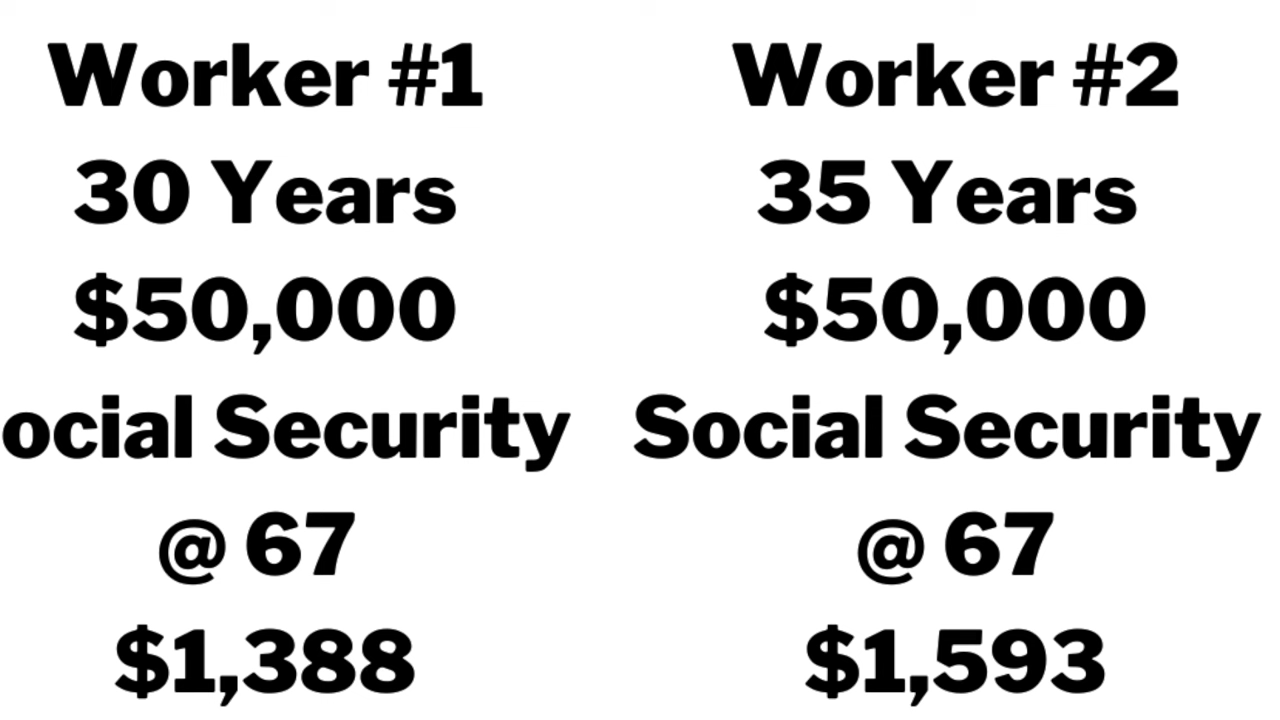 Worker #1
30 Years
$50,000
ocial Security
@ 67
$1,388
Worker #2
35 Years
$50,000
Social Security
@ 67
$1,593